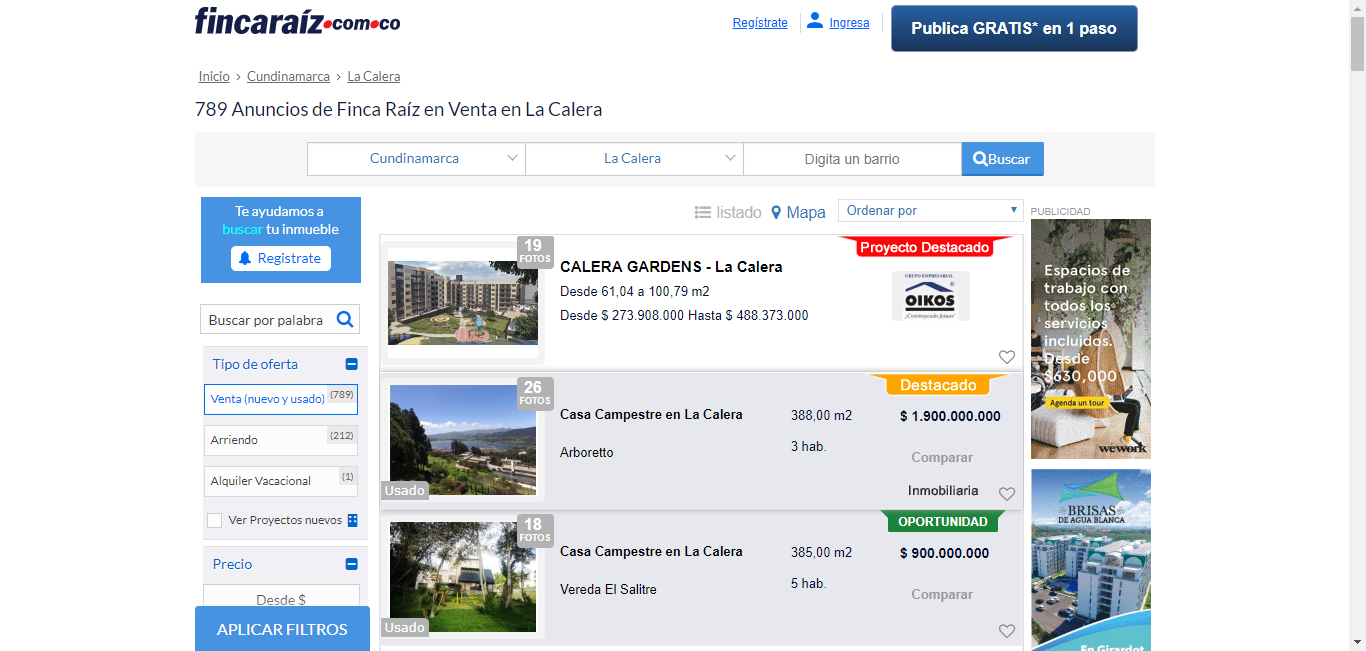 fincaraíz.com.co
Regístrate
Ingresa
Publica GRATIS* en 1 paso
Inicio › Cundinamarca › La Calera
789 Anuncios de Finca Raíz en Venta en La Calera
Cundinamarca
La Calera
Digita un barrio
Buscar
Te ayudamos a
buscar tu inmueble
Registrate
Buscar por palabra
Tipo de oferta
Venta (nuevo y usado) (789)
Arriendo (212)
Alquiler Vacacional (1)
Ver Proyectos nuevos
Precio
Desde $
APLICAR FILTROS
listado
Mapa
Ordenar por
19
FOTOS
CALERA GARDENS - La Calera
Desde 61,04 a 100,79 m2
Desde $ 273.908.000 Hasta $ 488.373.000
Proyecto Destacado
GRUPO EMPRESARIAL
OIKOS
¡Construyendo futuro!
26
FOTOS
Usado
Casa Campestre en La Calera
Arboretto
388,00 m2
3 hab.
Destacado
$ 1.900.000.000
Comparar
Inmobiliaria
18
FOTOS
Usado
Casa Campestre en La Calera
Vereda El Salitre
385,00 m2
5 hab.
OPORTUNIDAD
$ 900.000.000
Comparar
PUBLICIDAD
Espacios de
trabajo con
todos los
servicios
incluidos.
Desde
$630,000
Agenda un tour
wework
BRISAS
DE AGUA BLANCA
En Girardot